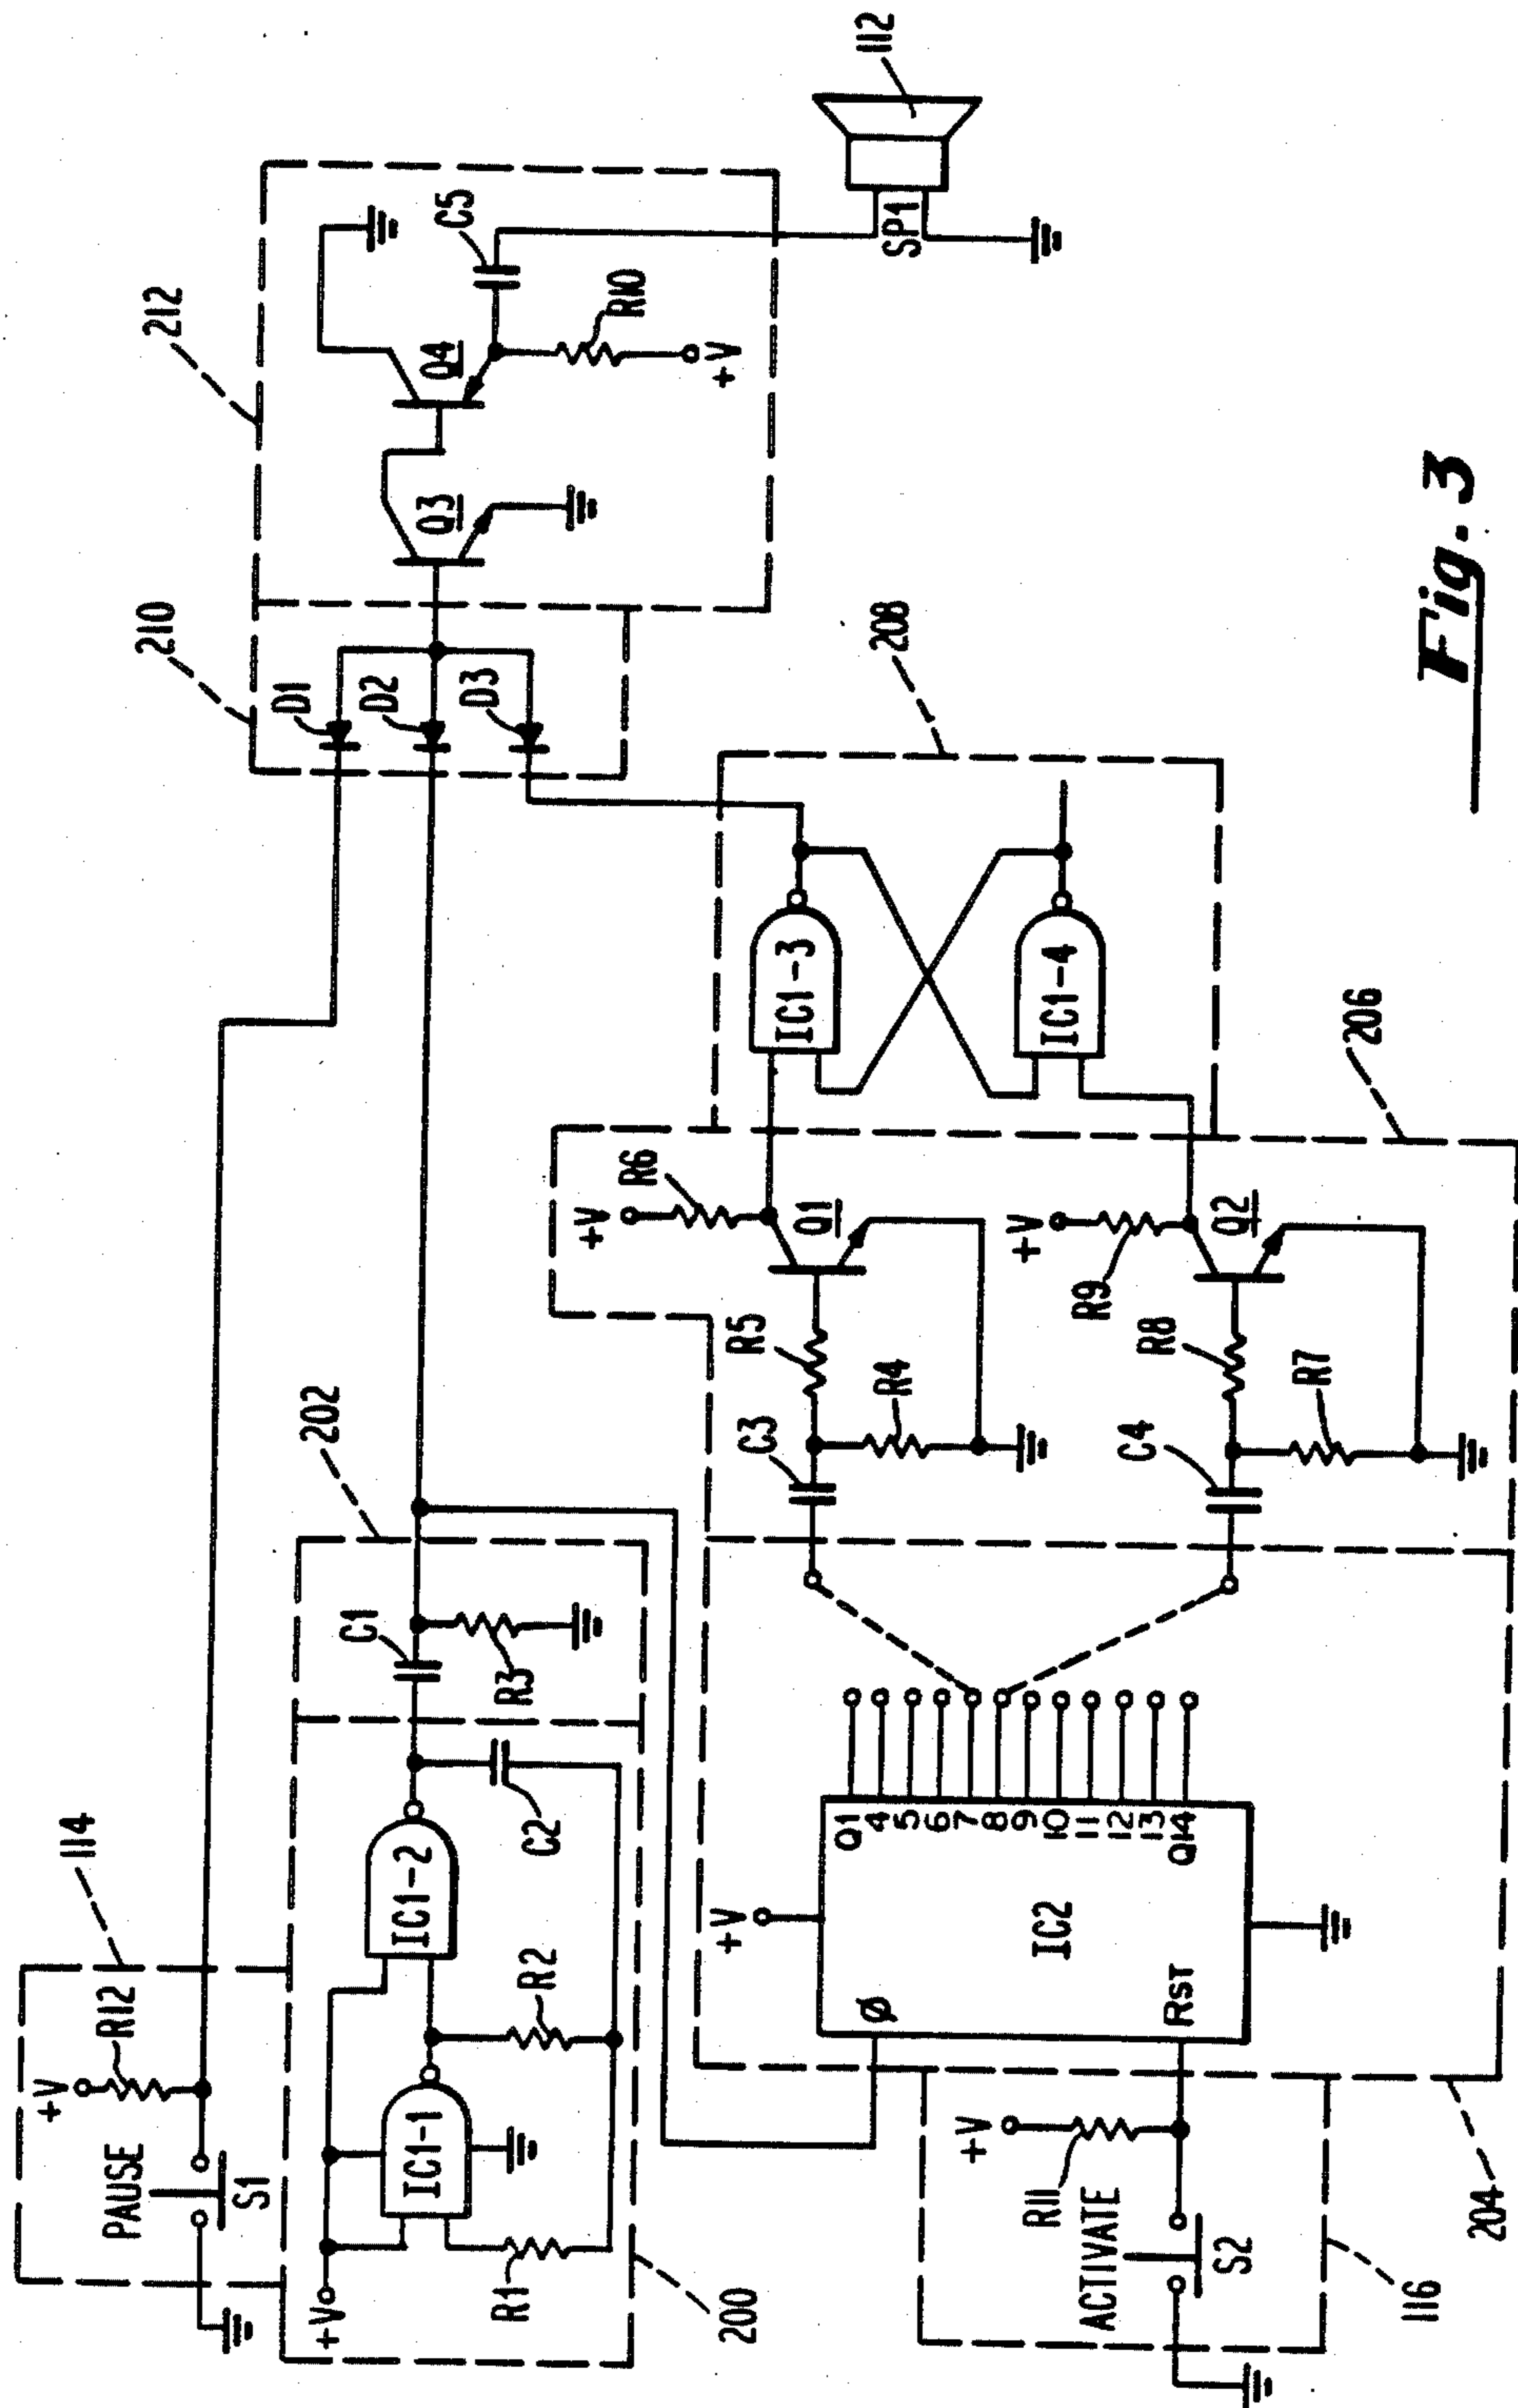 114
+V
R12
PAUSE
S1
202
210
D1
D2
D3
212
Q3
Q4
C5
R10
+V
SP1
112
+V
IC1-1
R1
R2
IC1-2
C2
C1
R3
200
+V
IC2
Ø
RST
Q1
4
5
6
7
8
9
10
11
12
13
Q14
C3
R5
R4
+V
R6
Q1
C4
R8
R7
+V
R9
Q2
IC1-3
IC1-4
208
206
+V
R11
ACTIVATE
S2
116
204
Fig. 3